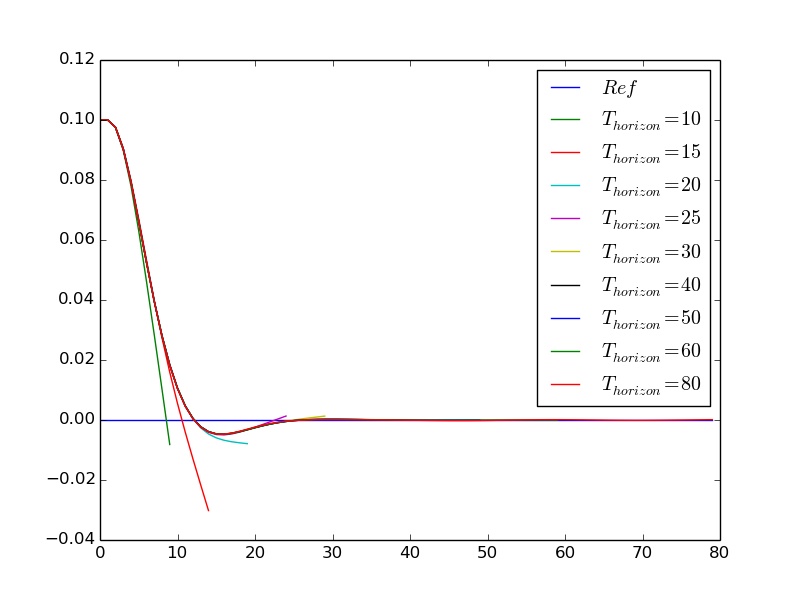 0.12
0.10
0.08
0.06
0.04
0.02
0.00
−0.02
−0.04
0 10 20 30 40 50 60 70 80
Ref
T_horizon=10
T_horizon=15
T_horizon=20
T_horizon=25
T_horizon=30
T_horizon=40
T_horizon=50
T_horizon=60
T_horizon=80